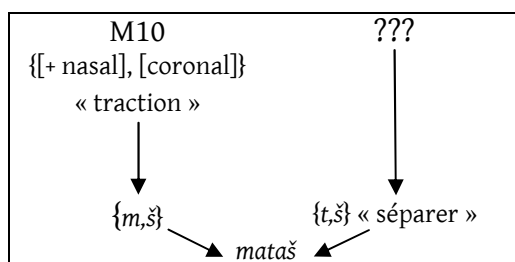 M10 ???
{[+ nasal], [coronal]}
« traction »
{m,š} {t,š} « séparer »
mataš